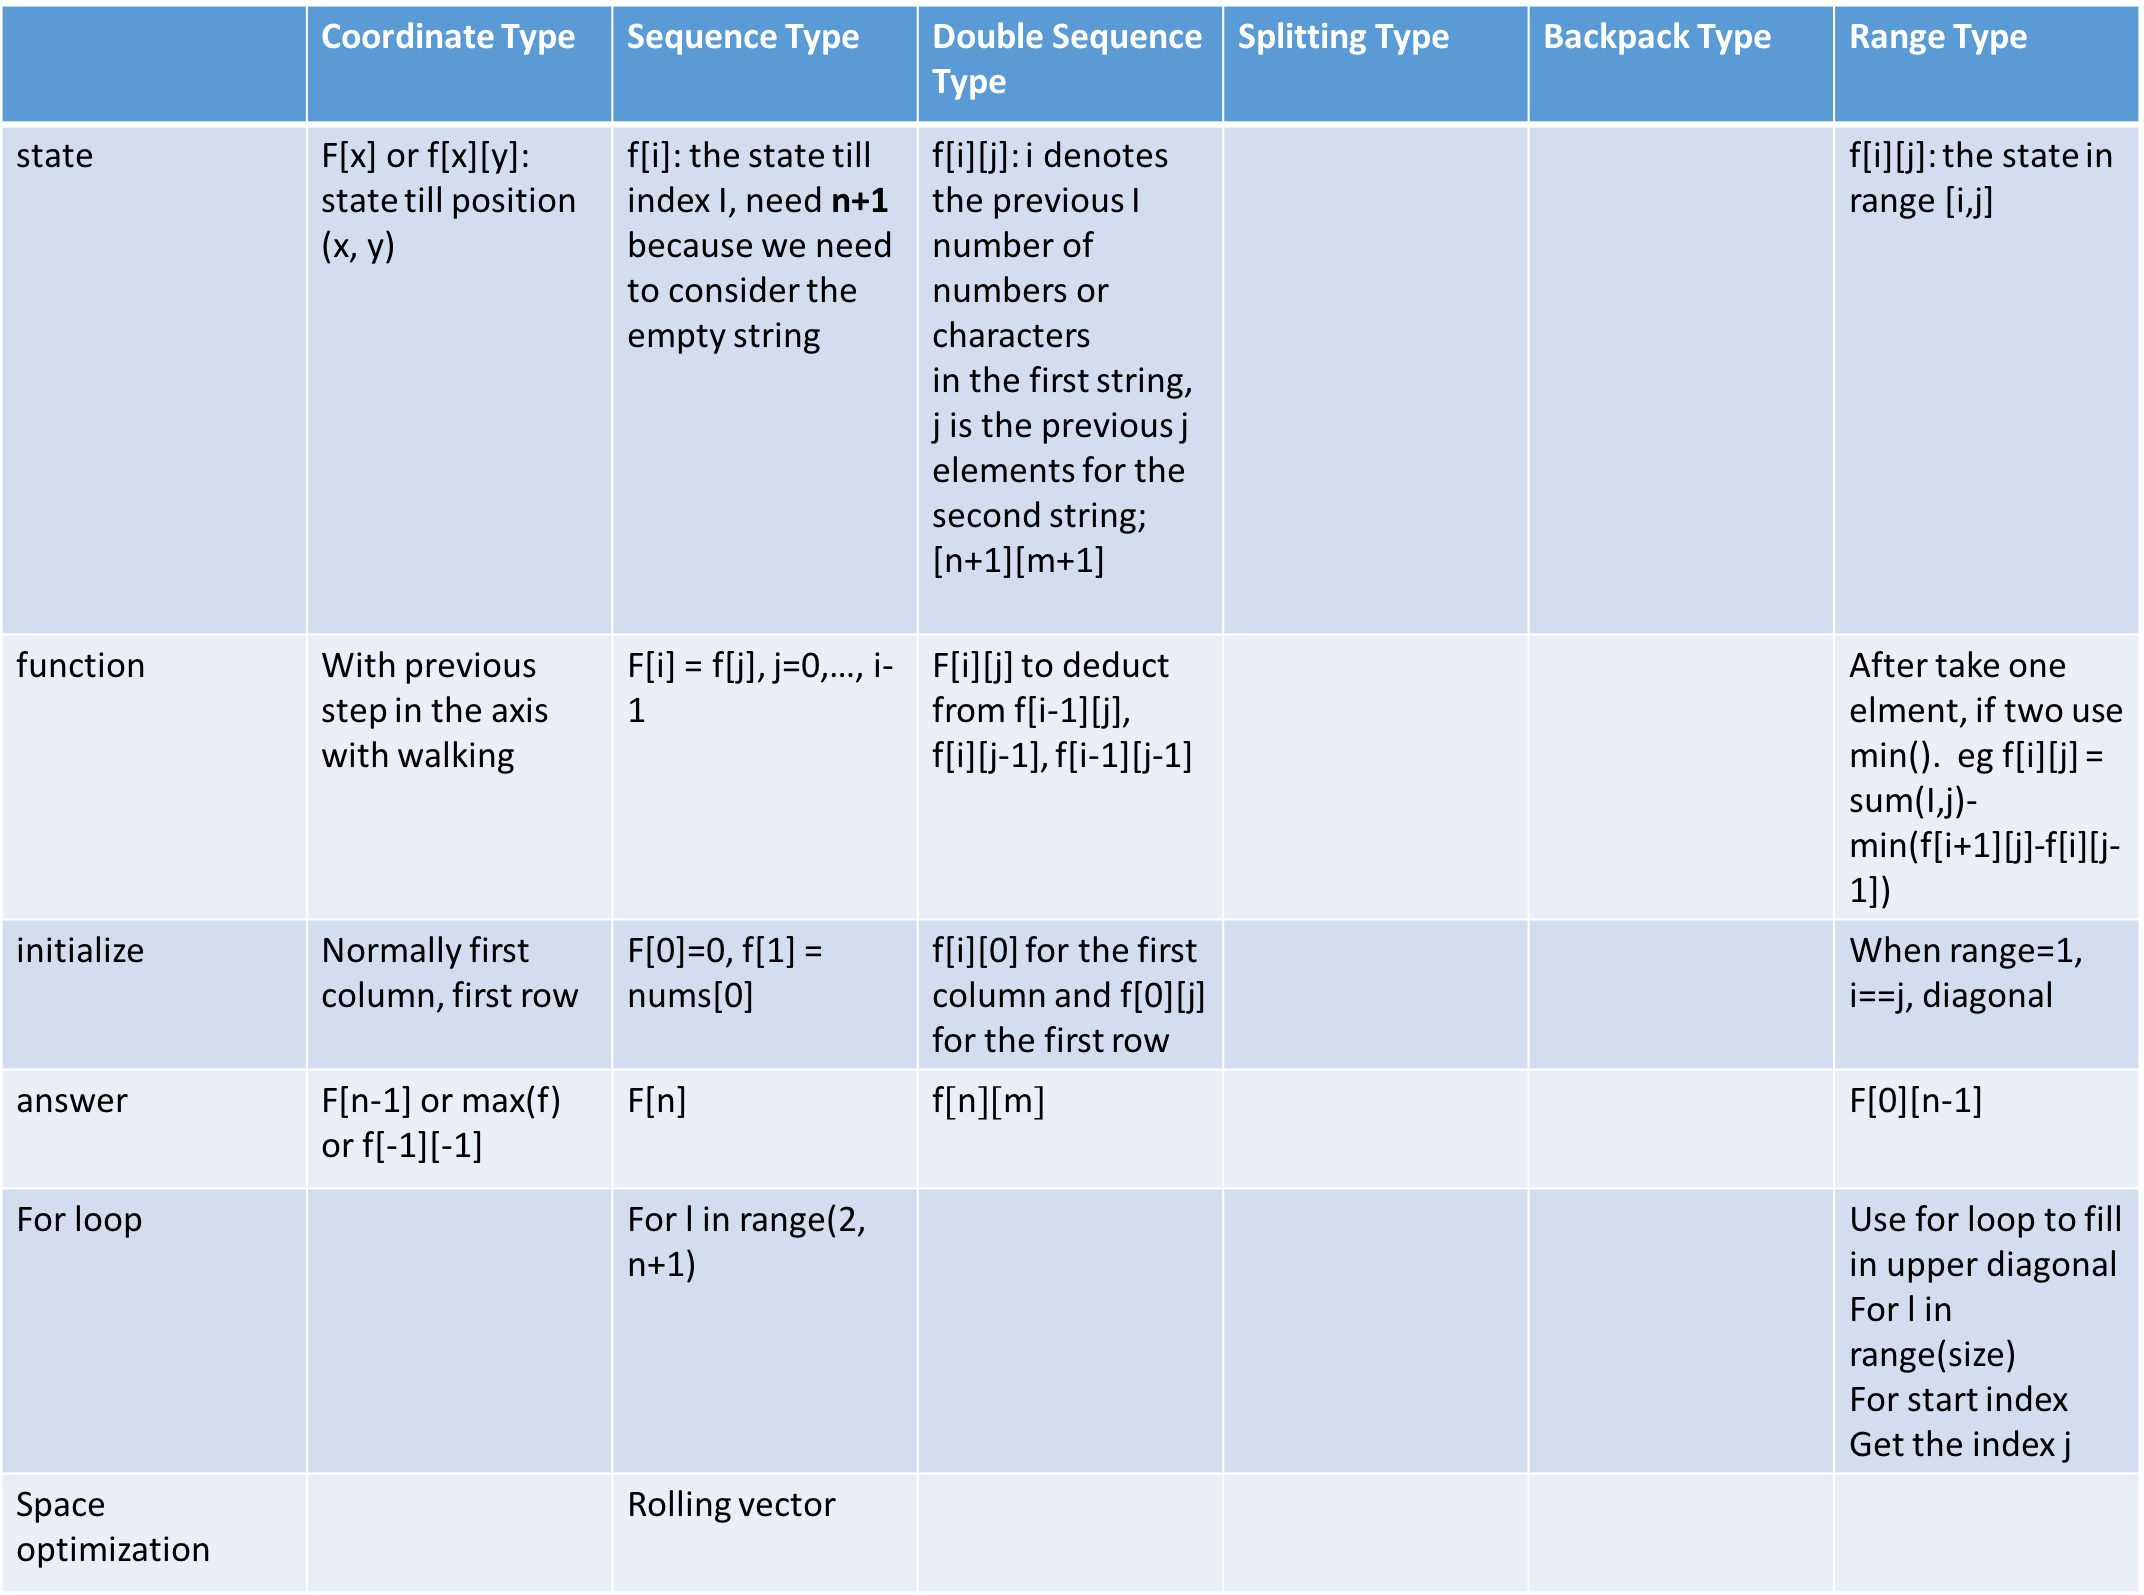 Coordinate Type
Sequence Type
Double Sequence
Type
Splitting Type
Backpack Type
Range Type
state
F[x] or f[x][y]:
state till position
(x, y)
f[i]: the state till
index I, need n+1
because we need
to consider the
empty string
f[i][j]: i denotes
the previous I
number of
numbers or
characters
in the first string,
j is the previous j
elements for the
second string;
[n+1][m+1]
f[i][j]: the state in
range [i,j]
function
With previous
step in the axis
with walking
F[i] = f[j], j=0,…, i-
1
F[i][j] to deduct
from f[i-1][j],
f[i][j-1], f[i-1][j-1]
After take one
elment, if two use
min().  eg f[i][j] =
sum(I,j)-
min(f[i+1][j]-f[i][j-
1])
initialize
Normally first
column, first row
F[0]=0, f[1] =
nums[0]
f[i][0] for the first
column and f[0][j]
for the first row
When range=1,
i==j, diagonal
answer
F[n-1] or max(f)
or f[-1][-1]
F[n]
f[n][m]
F[0][n-1]
For loop
For l in range(2,
n+1)
Use for loop to fill
in upper diagonal
For l in
range(size)
For start index
Get the index j
Space
optimization
Rolling vector